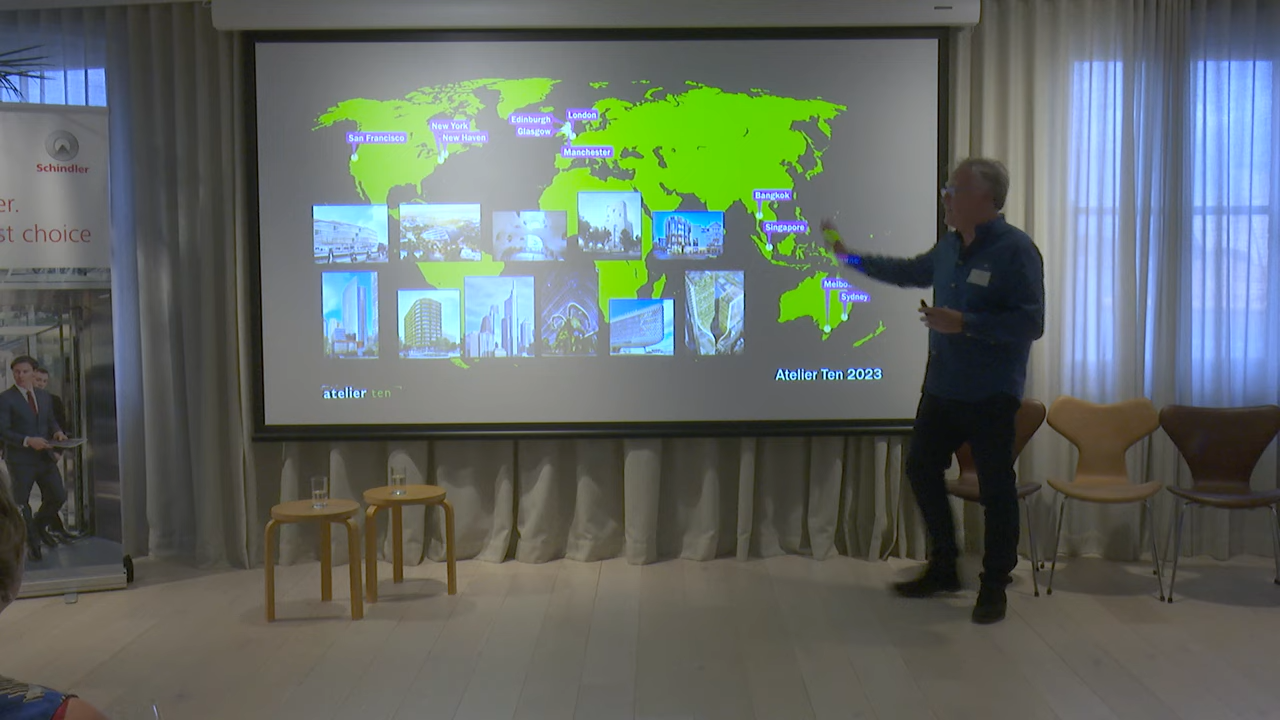 Schindler
er.
st choice
San Francisco
New York
New Haven
Edinburgh
Glasgow
London
Manchester
Bangkok
Singapore
Melbo
Sydney
Atelier Ten 2023
atelier ten